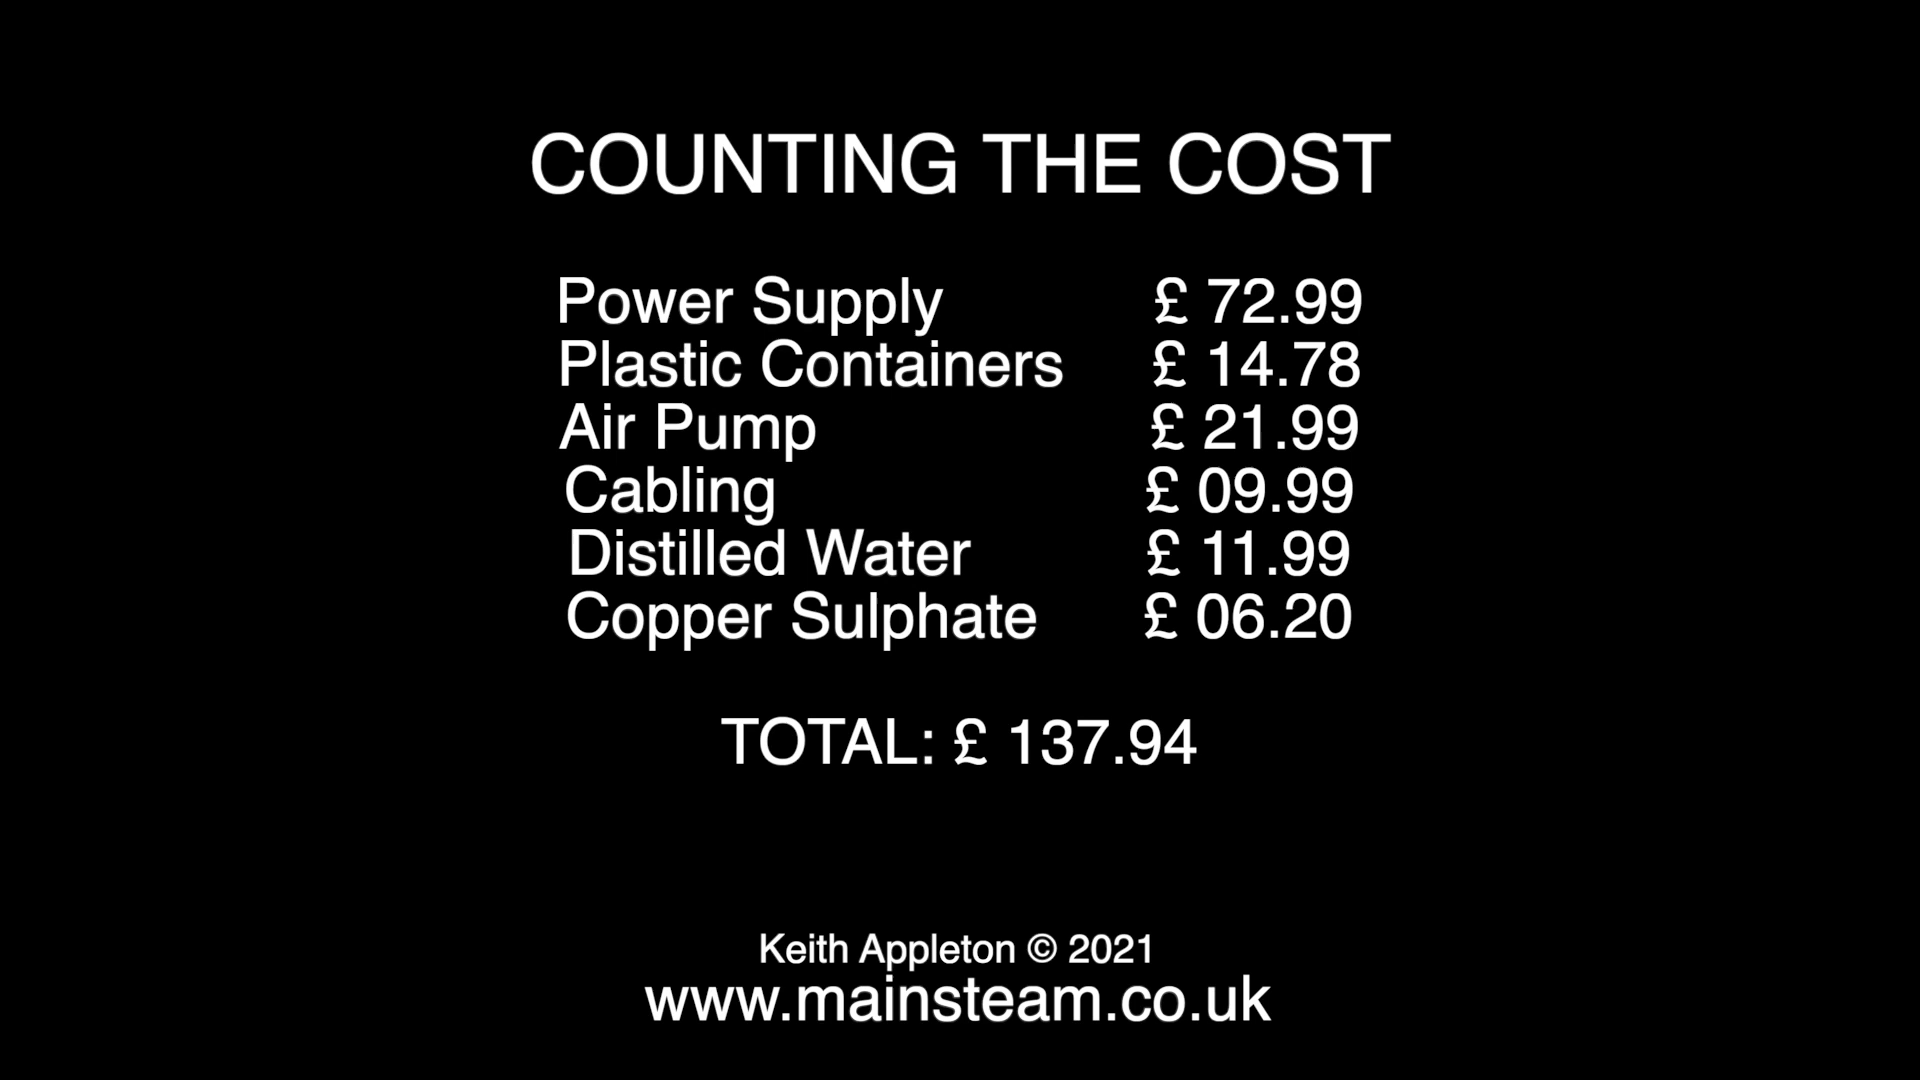 COUNTING THE COST
Power Supply £ 72.99
Plastic Containers £ 14.78
Air Pump £ 21.99
Cabling £ 09.99
Distilled Water £ 11.99
Copper Sulphate £ 06.20
TOTAL: £ 137.94
Keith Appleton © 2021
www.mainsteam.co.uk